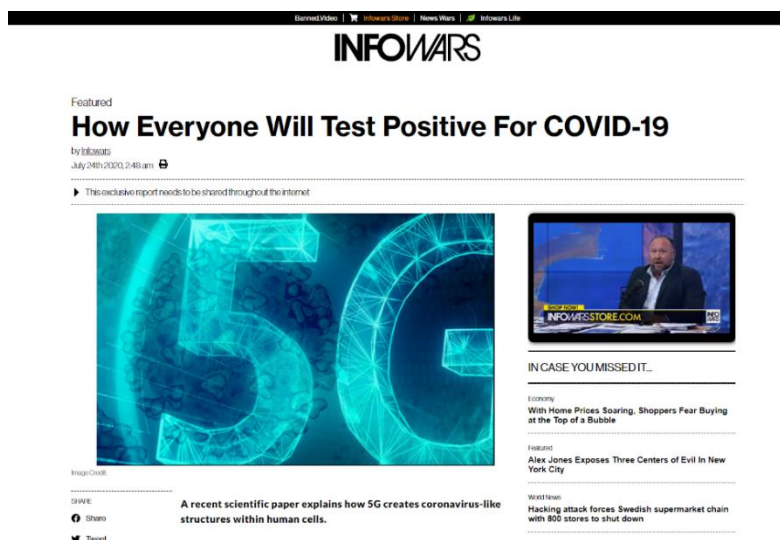 Banned.Video | Infowars Store | News Wars | Infowars Life
INFOWARS
Featured
How Everyone Will Test Positive For COVID-19
by Infowars
July 24th 2020, 2:48 am
This exclusive report needs to be shared throughout the internet
5G
SHOP NOW!
INFOWARSSTORE.COM
INFO
WARS
IN CASE YOU MISSED IT...
Economy
With Home Prices Soaring, Shoppers Fear Buying
at the Top of a Bubble
Featured
Alex Jones Exposes Three Centers of Evil In New
York City
World News
Hacking attack forces Swedish supermarket chain
with 800 stores to shut down
Image Credit:
SHARE:
Share
Tweet
A recent scientific paper explains how 5G creates coronavirus-like
structures within human cells.